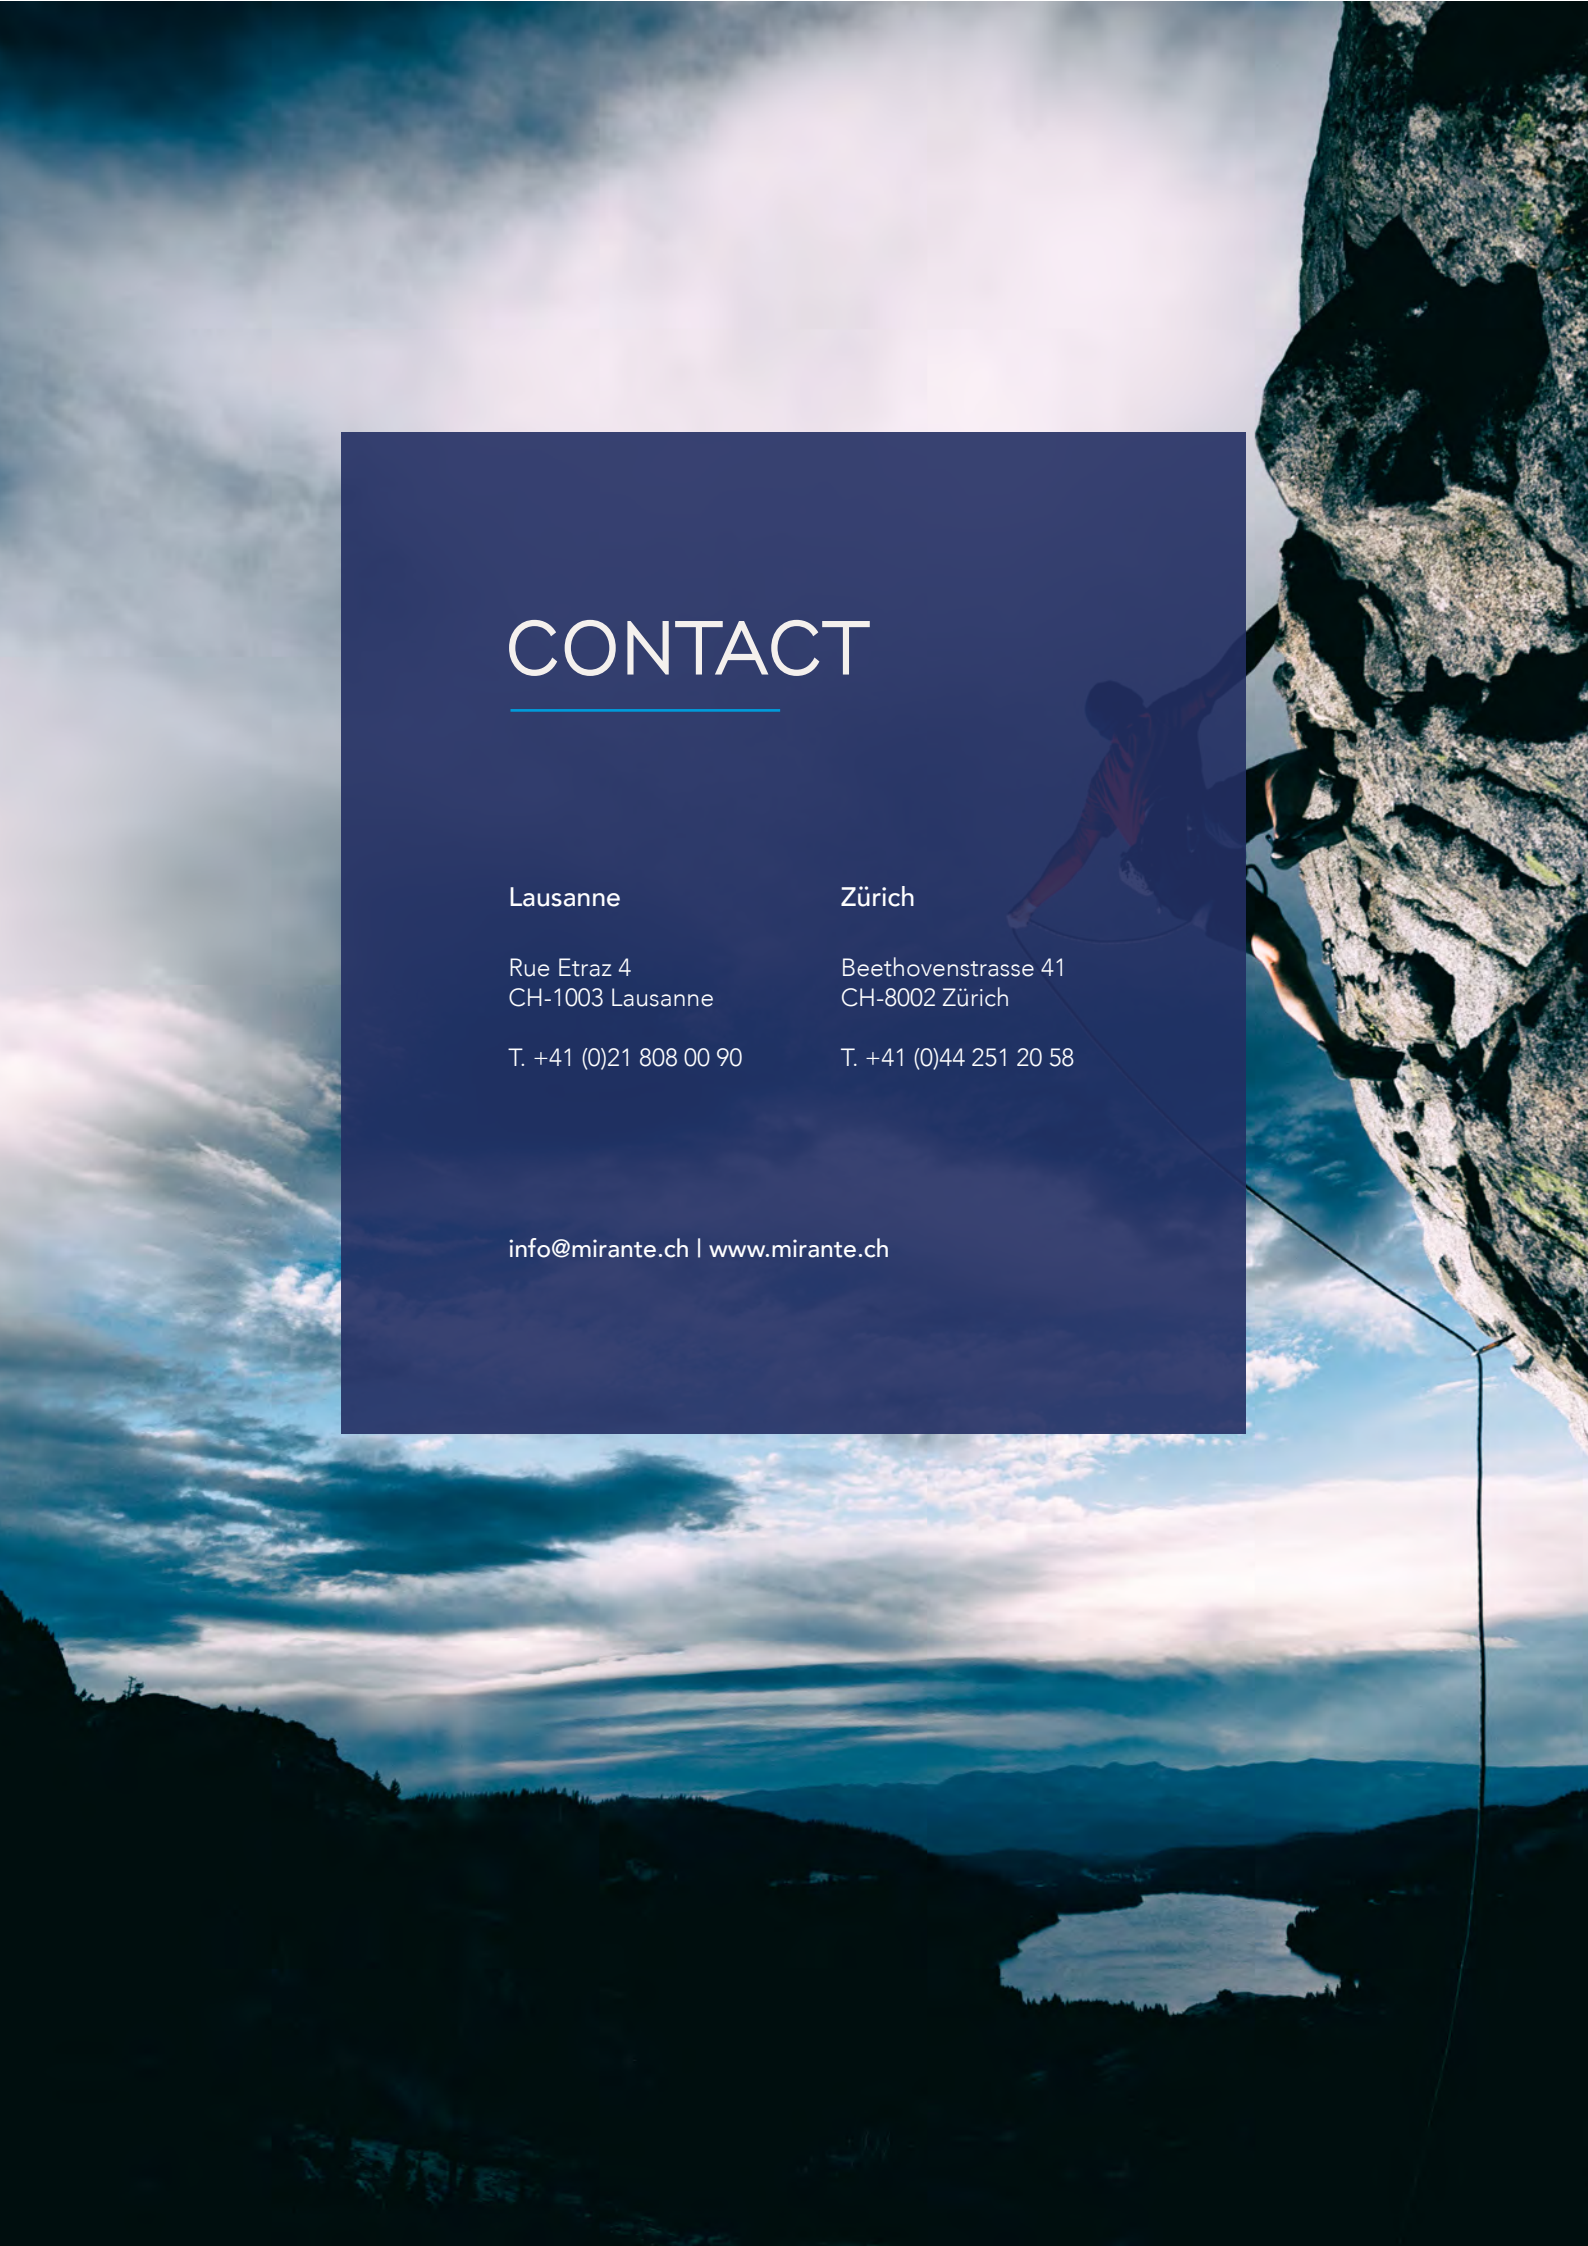 CONTACT
Lausanne
Rue Etraz 4
CH-1003 Lausanne
T. +41 (0)21 808 00 90
Zürich
Beethovenstrasse 41
CH-8002 Zürich
T. +41 (0)44 251 20 58
info@mirante.ch | www.mirante.ch